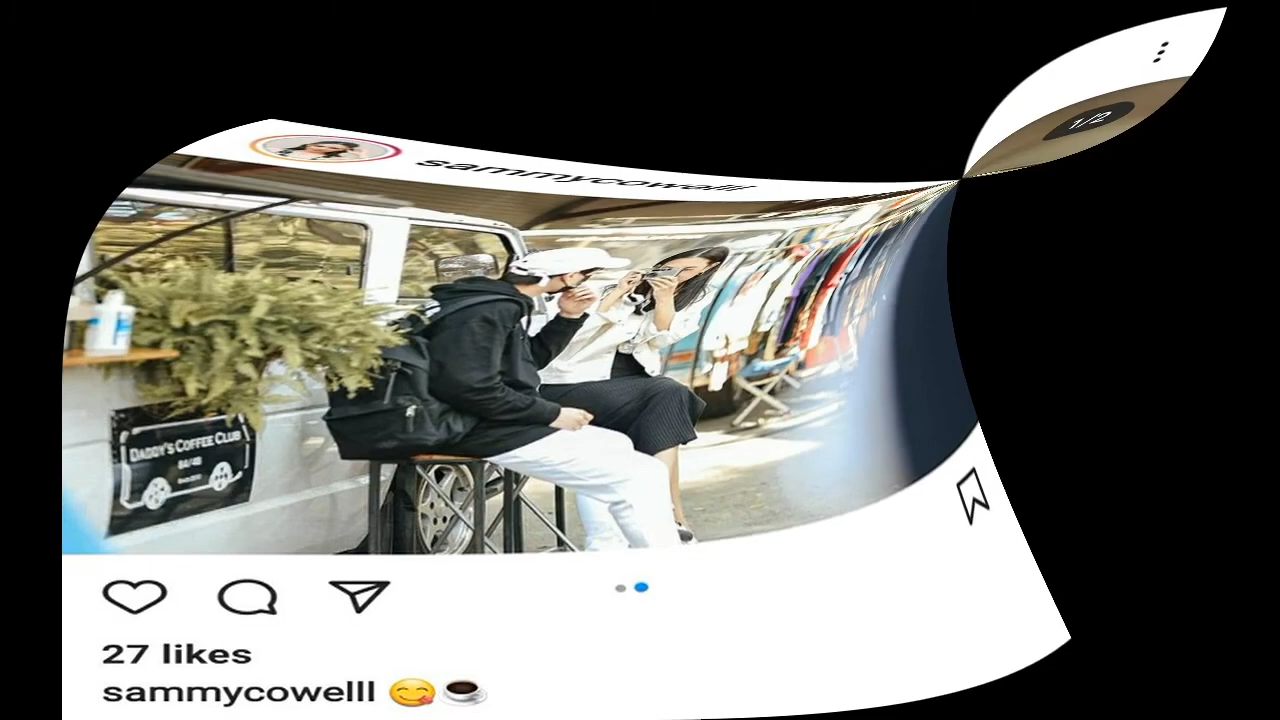 sammycowelll
1/2
DADDY'S COFFEE CLUB
27 likes
sammycowelll 😋☕